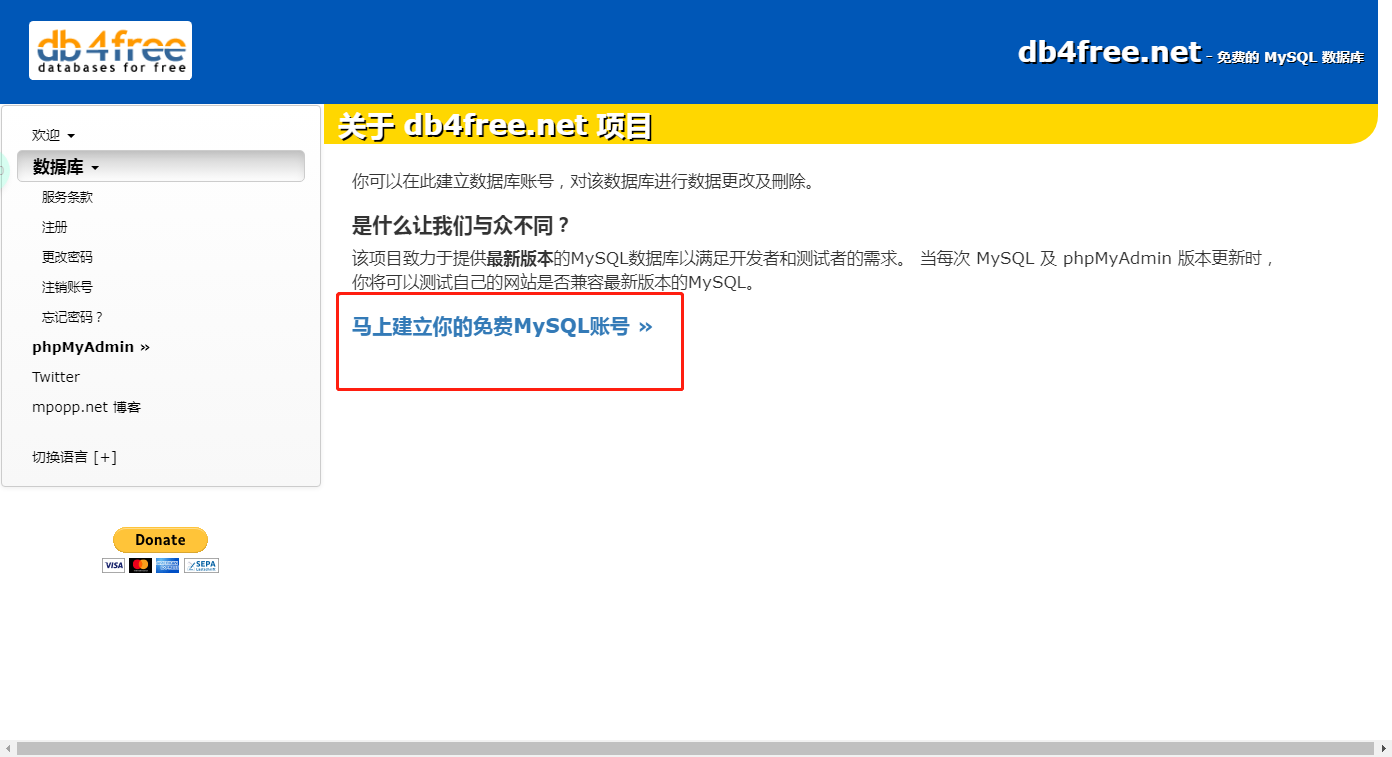 db4free
databases for free
db4free.net - 免费的 MySQL 数据库
欢迎
数据库
服务条款
注册
更改密码
注销账号
忘记密码？
phpMyAdmin »
Twitter
mpopp.net 博客
切换语言 [+]
Donate
VISA
SEPA
关于 db4free.net 项目
你可以在此建立数据库账号，对该数据库进行数据更改及刪除。
是什么让我们与众不同？
该项目致力于提供最新版本的MySQL数据库以满足开发者和测试者的需求。 当每次 MySQL 及 phpMyAdmin 版本更新时，
你将可以测试自己的网站是否兼容最新版本的MySQL。
马上建立你的免费MySQL账号 »